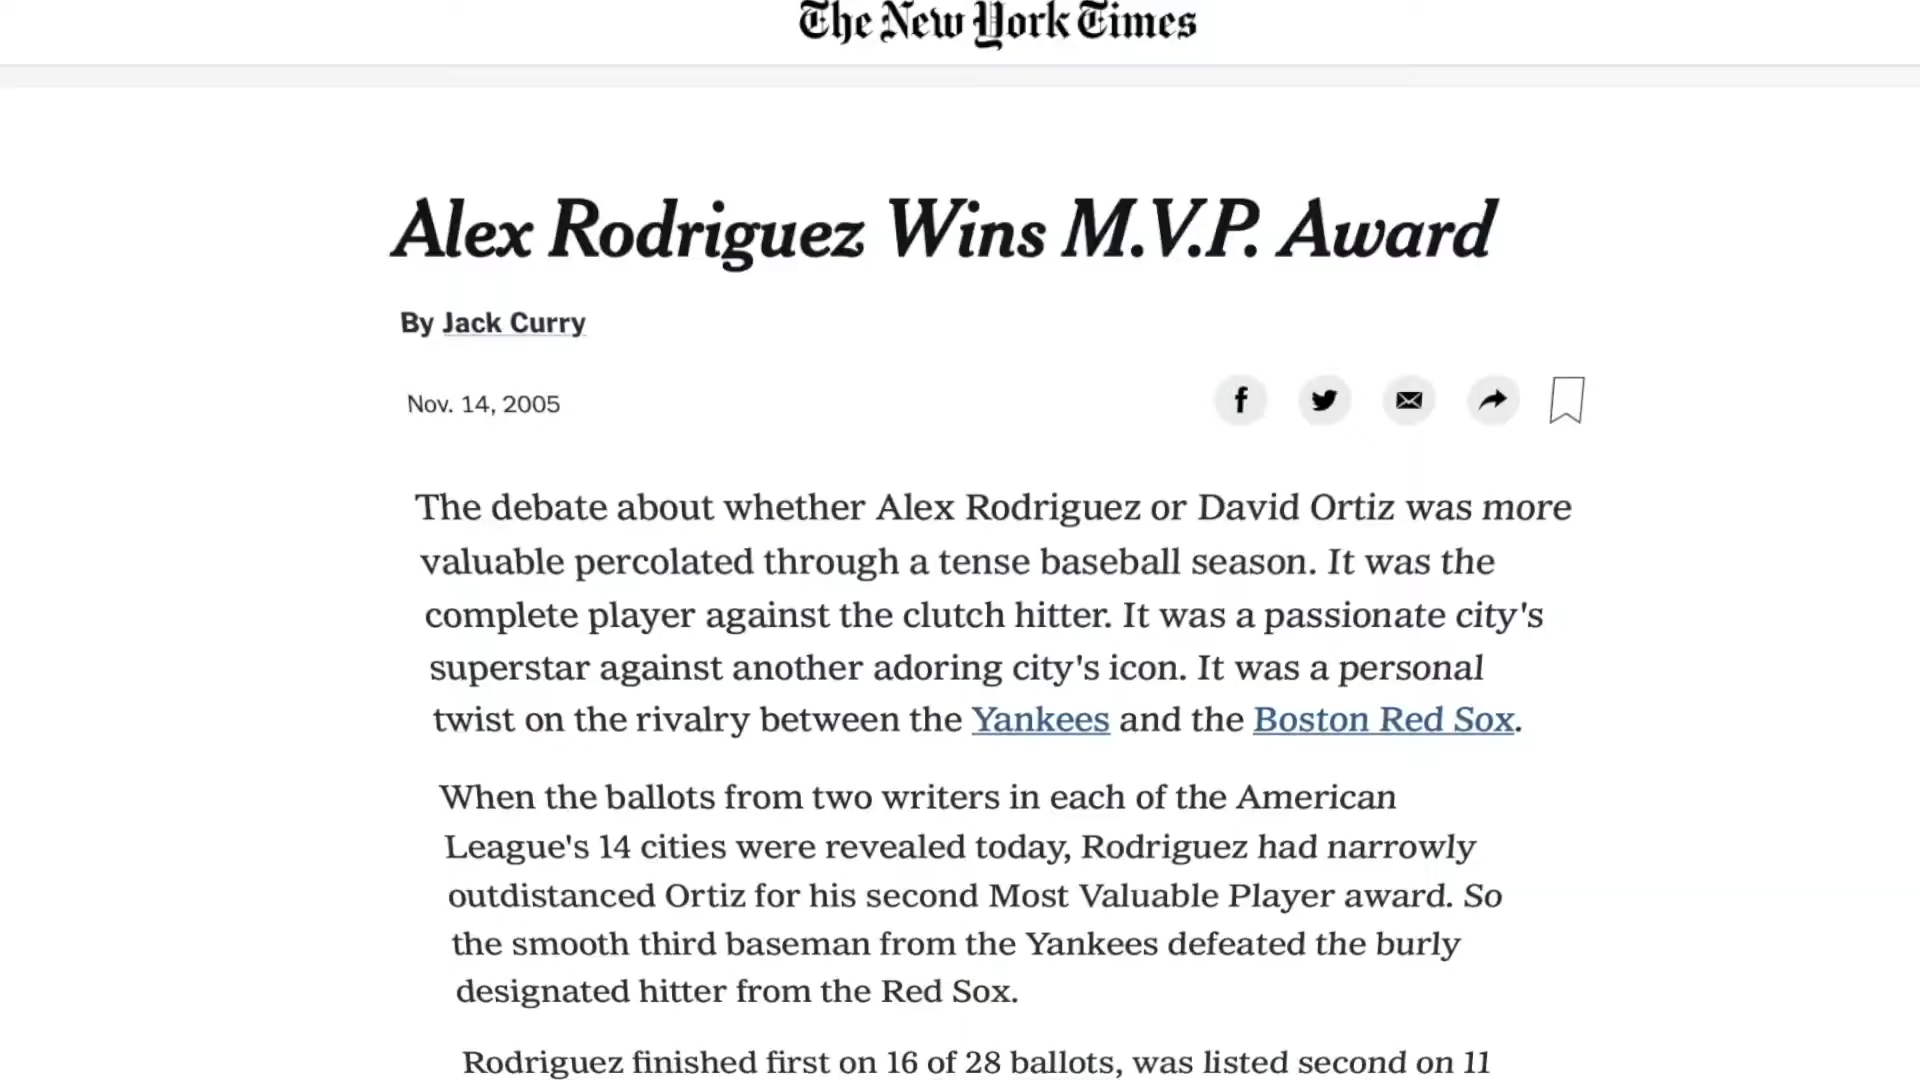 The New York Times
Alex Rodriguez Wins M.V.P. Award
By Jack Curry
Nov. 14, 2005
The debate about whether Alex Rodriguez or David Ortiz was more
valuable percolated through a tense baseball season. It was the
complete player against the clutch hitter. It was a passionate city's
superstar against another adoring city's icon. It was a personal
twist on the rivalry between the Yankees and the Boston Red Sox.
When the ballots from two writers in each of the American
League's 14 cities were revealed today, Rodriguez had narrowly
outdistanced Ortiz for his second Most Valuable Player award. So
the smooth third baseman from the Yankees defeated the burly
designated hitter from the Red Sox.
Rodriguez finished first on 16 of 28 ballots, was listed second on 11